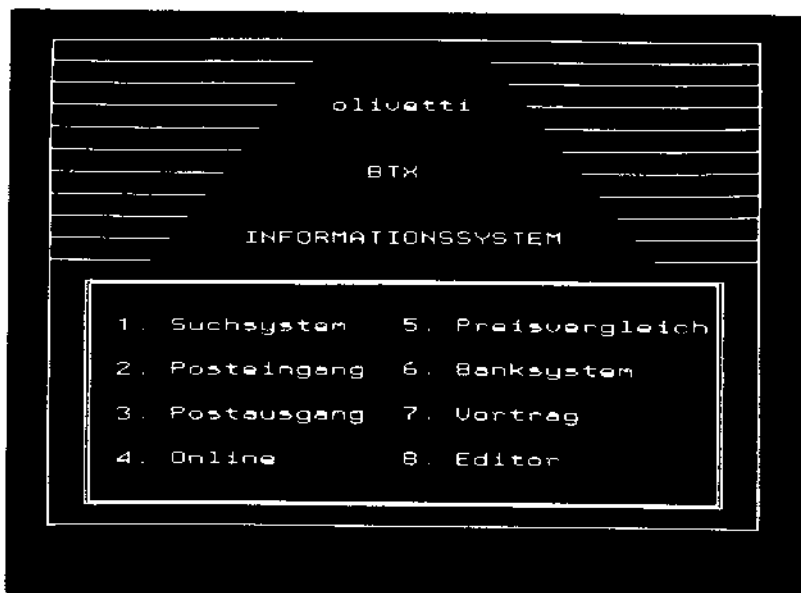 olivetti
BTX
INFORMATIONSSYSTEM
1. Suchsystem 5. Preisvergleich
2. Posteingang 6. Banksystem
3. Postausgang 7. Vortrag
4. Online 8. Editor